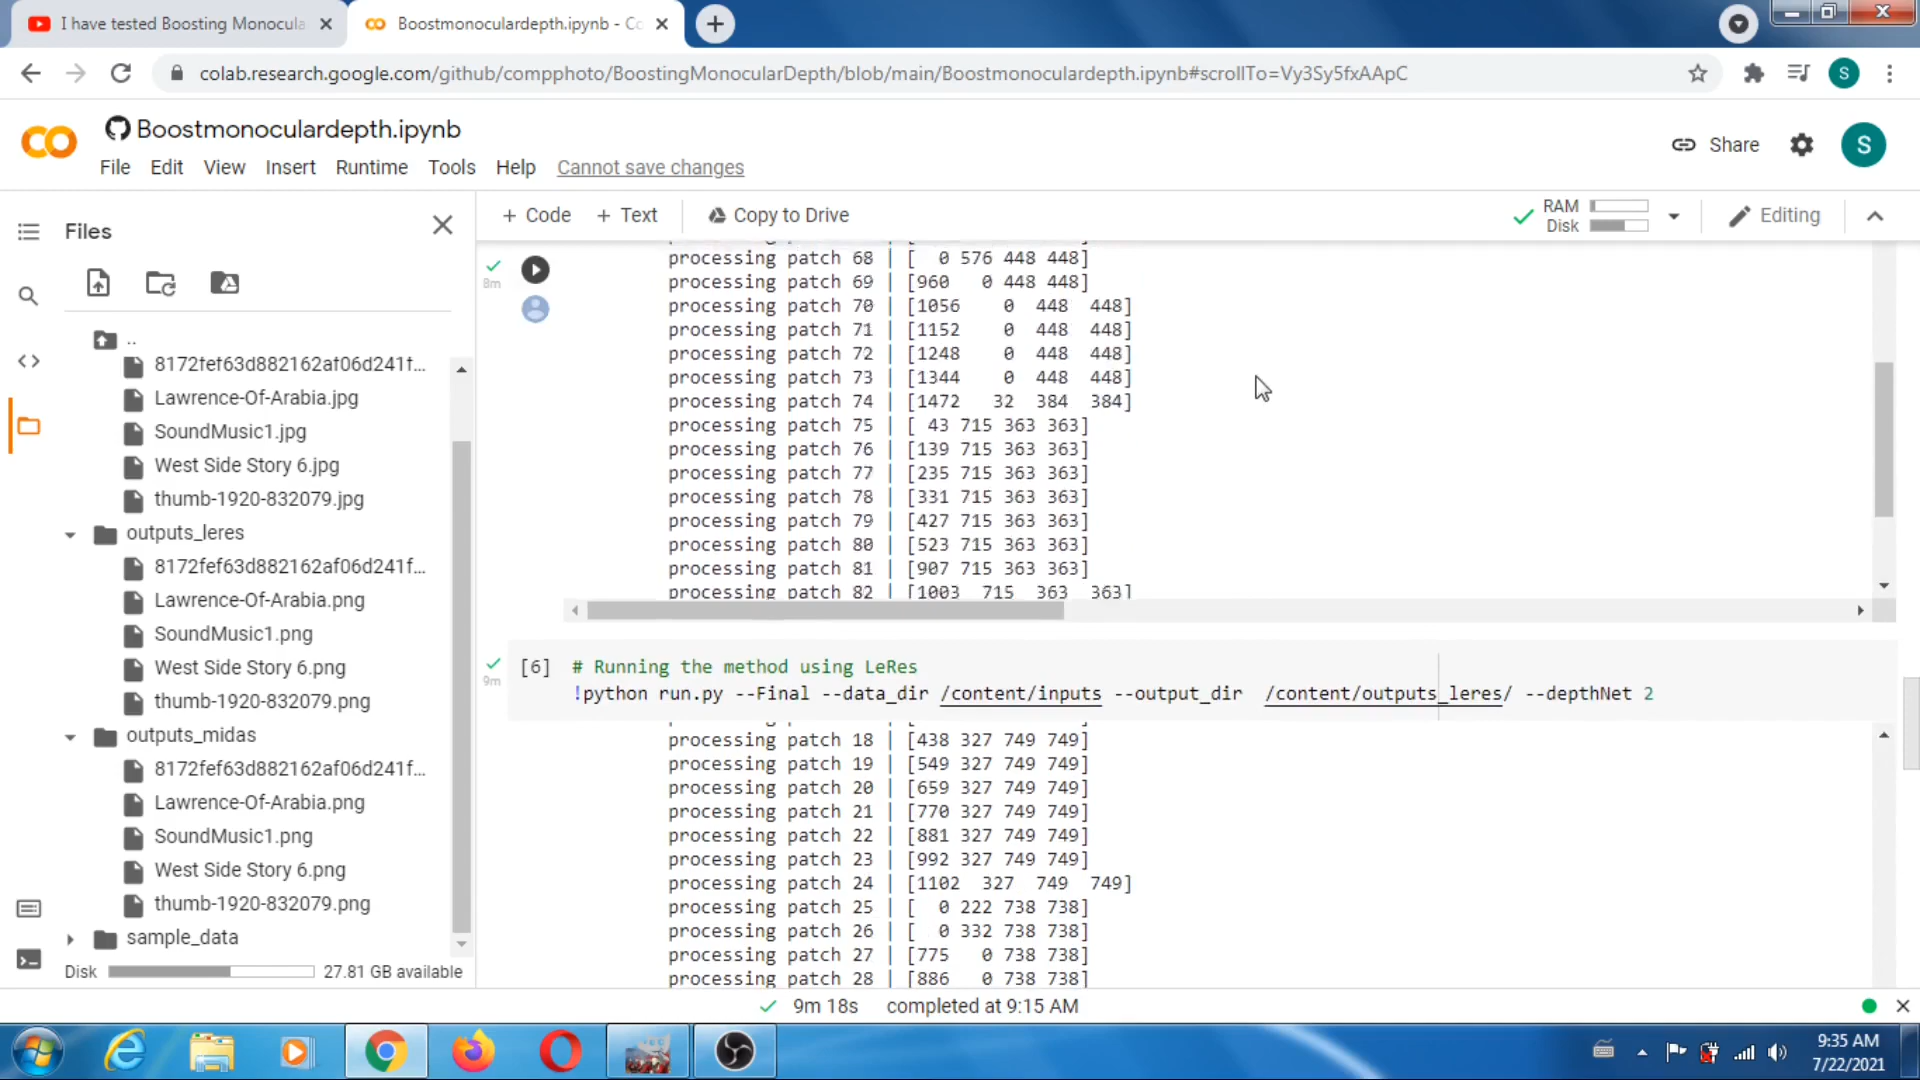 I have tested Boosting Monocula
Boostmonoculardepth.ipynb - Co
colab.research.google.com/github/compphoto/BoostingMonocularDepth/blob/main/Boostmonoculardepth.ipynb#scrollTo=Vy3Sy5fxAApC
S
Boostmonoculardepth.ipynb
File Edit View Insert Runtime Tools Help Cannot save changes
Share
S
Files
+ Code + Text Copy to Drive
RAM
Disk
Editing
..
8172fef63d882162af06d241f...
Lawrence-Of-Arabia.jpg
SoundMusic1.jpg
West Side Story 6.jpg
thumb-1920-832079.jpg
outputs_leres
8172fef63d882162af06d241f...
Lawrence-Of-Arabia.png
SoundMusic1.png
West Side Story 6.png
thumb-1920-832079.png
outputs_midas
8172fef63d882162af06d241f...
Lawrence-Of-Arabia.png
SoundMusic1.png
West Side Story 6.png
thumb-1920-832079.png
sample_data
Disk 27.81 GB available
8m
processing patch 68 | [  0 576 448 448]
processing patch 69 | [960   0 448 448]
processing patch 70 | [1056    0  448  448]
processing patch 71 | [1152    0  448  448]
processing patch 72 | [1248    0  448  448]
processing patch 73 | [1344    0  448  448]
processing patch 74 | [1472   32  384  384]
processing patch 75 | [ 43 715 363 363]
processing patch 76 | [139 715 363 363]
processing patch 77 | [235 715 363 363]
processing patch 78 | [331 715 363 363]
processing patch 79 | [427 715 363 363]
processing patch 80 | [523 715 363 363]
processing patch 81 | [907 715 363 363]
processing patch 82 | [1003  715  363  363]
9m
[6] # Running the method using LeRes
!python run.py --Final --data_dir /content/inputs --output_dir  /content/outputs_leres/ --depthNet 2
processing patch 18 | [438 327 749 749]
processing patch 19 | [549 327 749 749]
processing patch 20 | [659 327 749 749]
processing patch 21 | [770 327 749 749]
processing patch 22 | [881 327 749 749]
processing patch 23 | [992 327 749 749]
processing patch 24 | [1102  327  749  749]
processing patch 25 | [  0 222 738 738]
processing patch 26 | [  0 332 738 738]
processing patch 27 | [775   0 738 738]
processing patch 28 | [886   0 738 738]
9m 18s completed at 9:15 AM
9:35 AM
7/22/2021